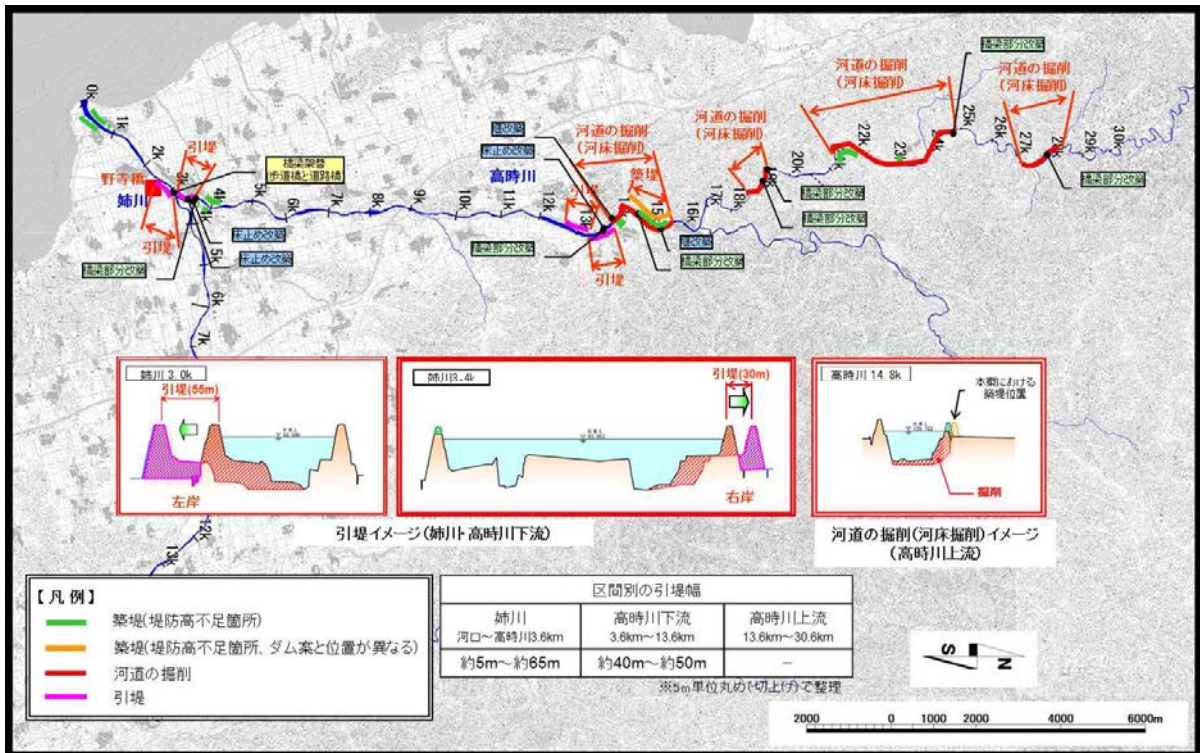 0k
1k
2k
3k
4k
引堤
野寺橋
姉川
引堤
橋梁部分改築
橋梁架替
歩道橋と道路橋
床止め改築
床止め改築
4k
5k
6k
7k
12k
13k
5k
6k
7k
8k
9k
10k
11k
12k
13k
高時川
堰改築
床止め改築
河道の掘削
(河床掘削)
引堤
築堤
橋梁部分改築
引堤
15k
16k
堰改築
橋梁部分改築
17k
18k
河道の掘削
(河床掘削)
19k
20k
橋梁部分改築
橋梁部分改築
河道の掘削
(河床掘削)
22k
23k
24k
25k
橋梁部分改築
河道の掘削
(河床掘削)
26k
27k
28k
29k
30k
橋梁部分改築
姉川 3.0k
引堤(55m)
左岸
姉川3.4k
引堤(30m)
右岸
引堤イメージ(姉川・高時川下流)
高時川 14.8k
本案における
築堤位置
掘削
河道の掘削(河床掘削)イメージ
(高時川上流)
【凡例】
築堤(堤防高不足箇所)
築堤(堤防高不足箇所、ダム案と位置が異なる)
河道の掘削
引堤
区間別の引堤幅
姉川 高時川下流 高時川上流
河口～高時川3.6km 3.6km～13.6km 13.6km～30.6km
約5m～約65m 約40m～約50m －
※5m単位丸め(切上げ)で整理
S N
2000 0 1000 2000 4000 6000m